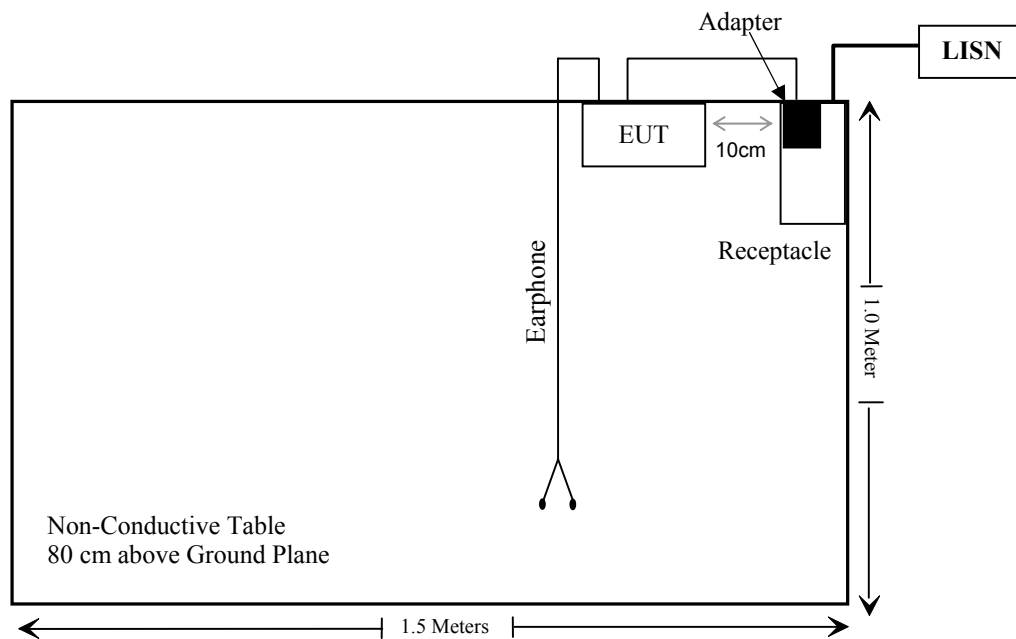 Adapter
LISN
EUT
10cm
Receptacle
Earphone
1.0 Meter
Non-Conductive Table
80 cm above Ground Plane
1.5 Meters